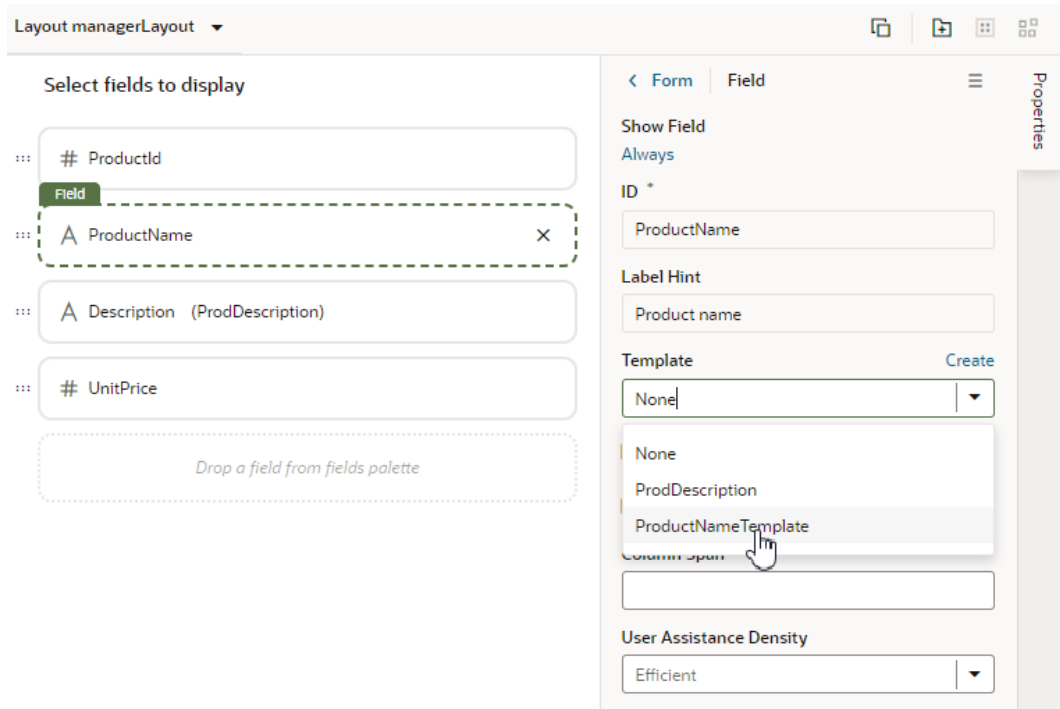 Layout managerLayout
Select fields to display
# ProductId
Field
A ProductName
A Description (ProdDescription)
# UnitPrice
Drop a field from fields palette
Form Field
Properties
Show Field
Always
ID *
ProductName
Label Hint
Product name
Template Create
None
None
ProdDescription
ProductNameTemplate
Column Span
User Assistance Density
Efficient